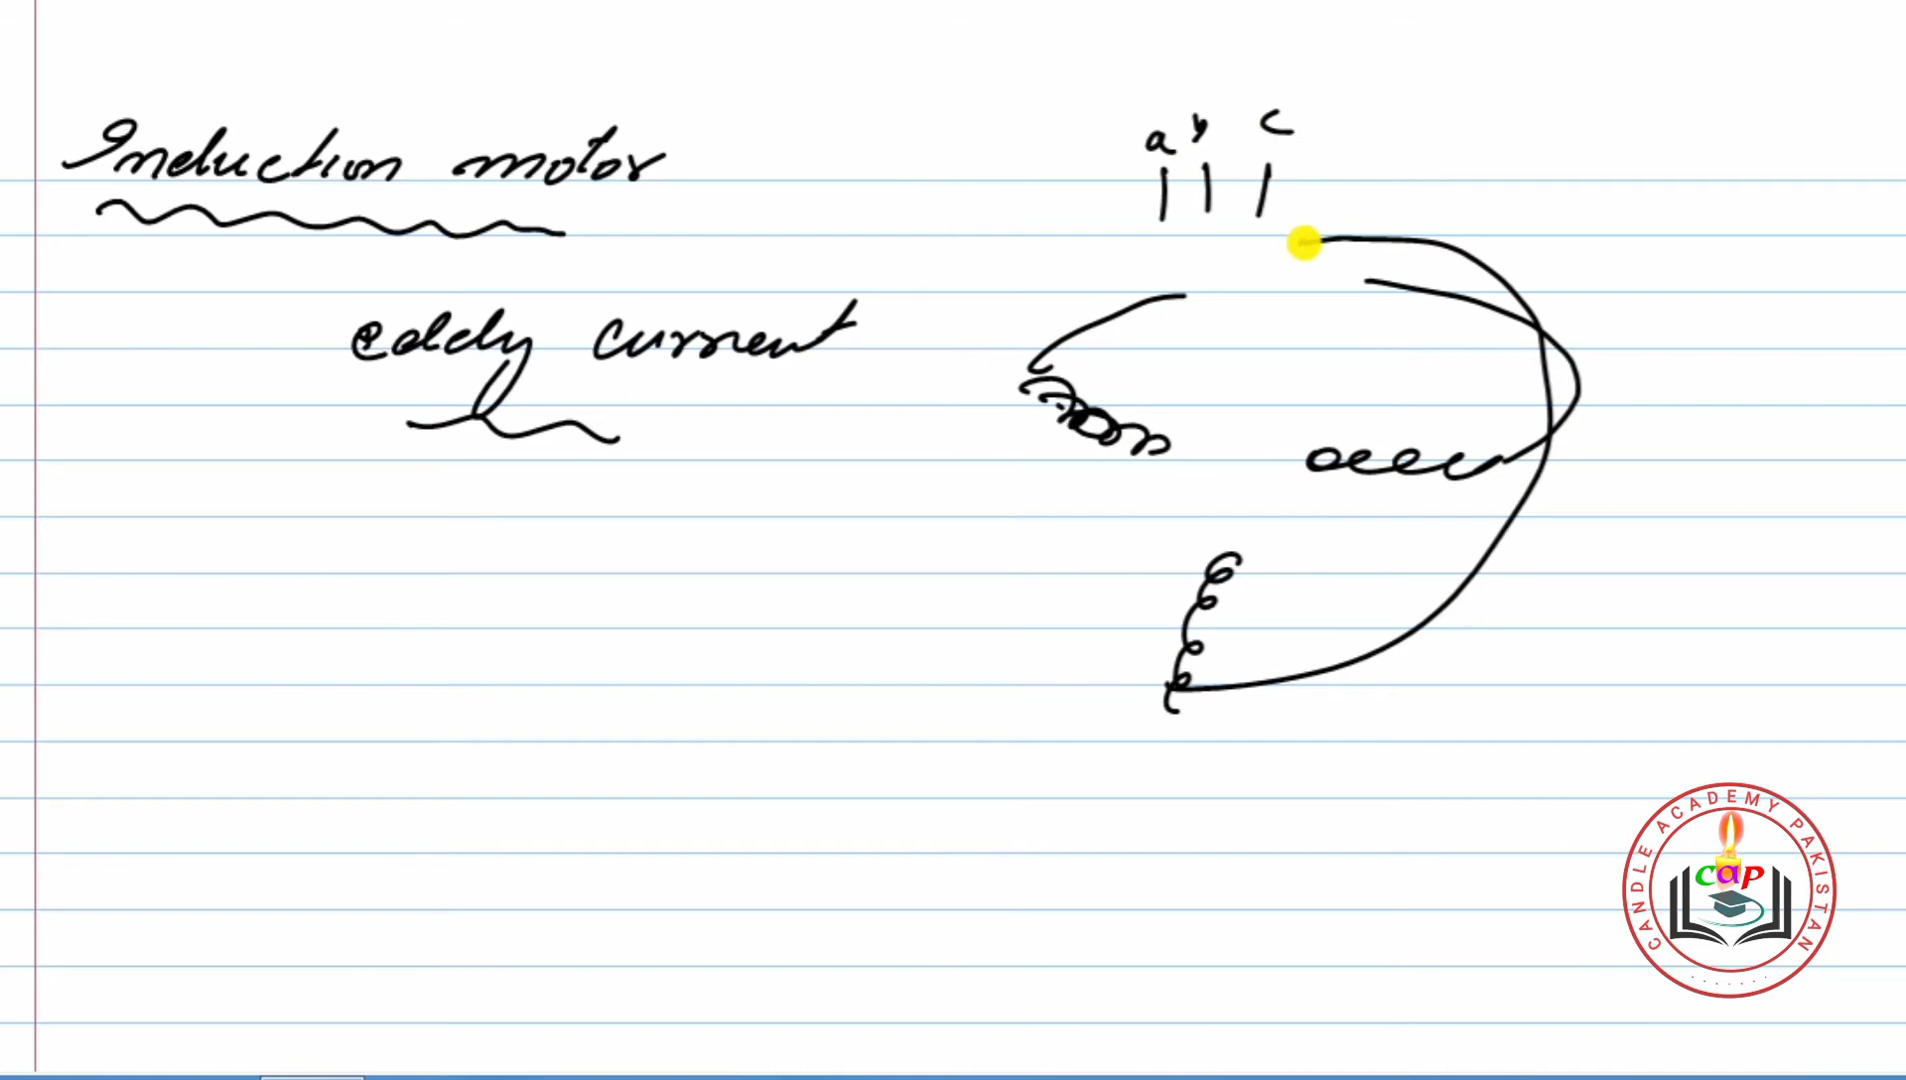 Induction motor
a b c
eddy current
CANDLE ACADEMY PAKISTAN
cap